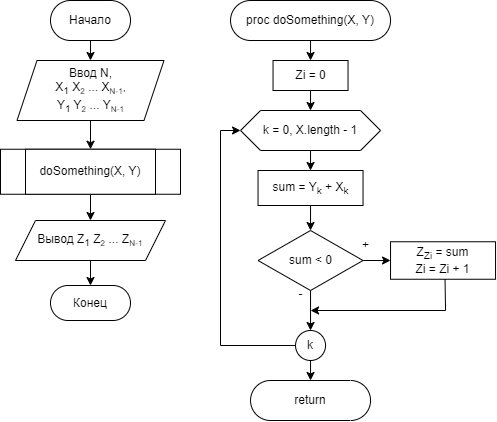 Начало
Ввод N,
X1 X2 ... XN-1,
Y1 Y2 ... YN-1
doSomething(X, Y)
Вывод Z1 Z2 ... ZN-1
Конец
proc doSomething(X, Y)
Zi = 0
k = 0, X.length - 1
sum = Yk + Xk
sum < 0
+
-
ZZi = sum
Zi = Zi + 1
k
return